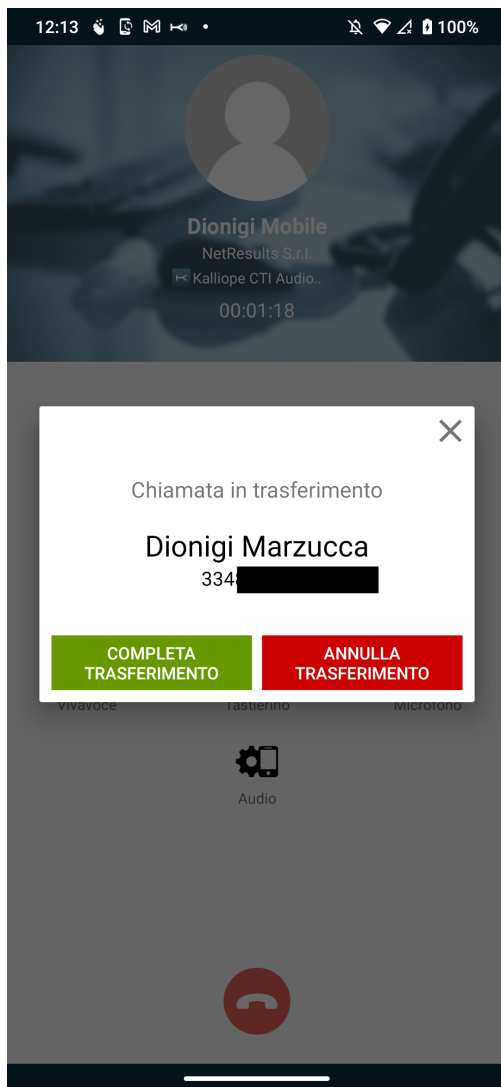 12:13
100%
Dionigi Mobile
NetResults S.r.l.
Kalliope CTI Audio..
00:01:18
Chiamata in trasferimento
Dionigi Marzucca
334
COMPLETA
TRASFERIMENTO
ANNULLA
TRASFERIMENTO
Vivavoce
Tastierino
Microfono
Audio